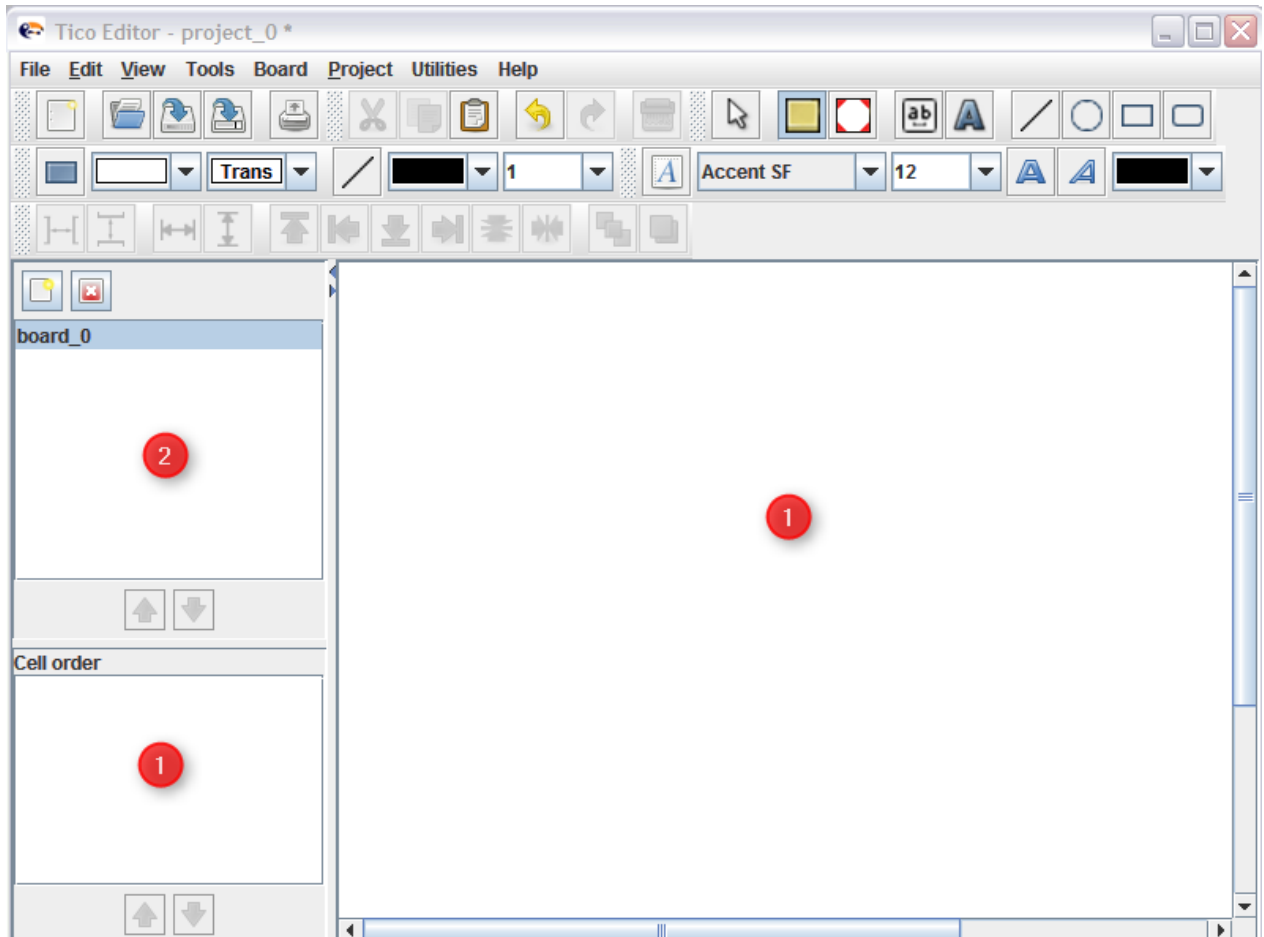 Tico Editor - project_0 *
File Edit View Tools Board Project Utilities Help
ab A
Trans 1 A Accent SF 12 A A
board_0
2
1
Cell order
1